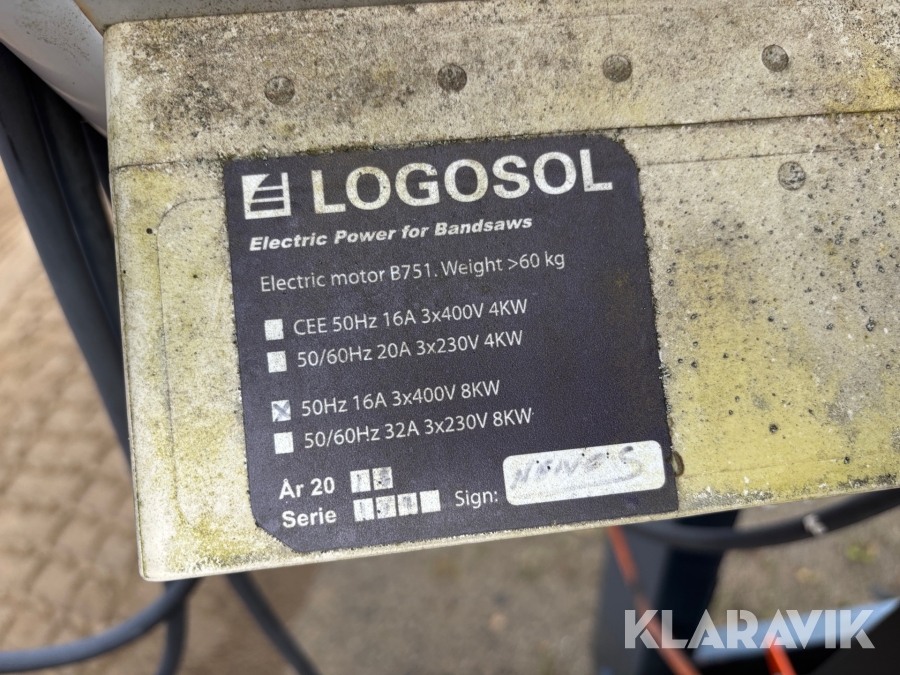 LOGOSOL
Electric Power for Bandsaws
Electric motor B751. Weight >60 kg
CEE 50Hz 16A 3x400V 4KW
50/60Hz 20A 3x230V 4KW
50Hz 16A 3x400V 8KW
50/60Hz 32A 3x230V 8KW
År 20
Serie
Sign:
KLARAVIK